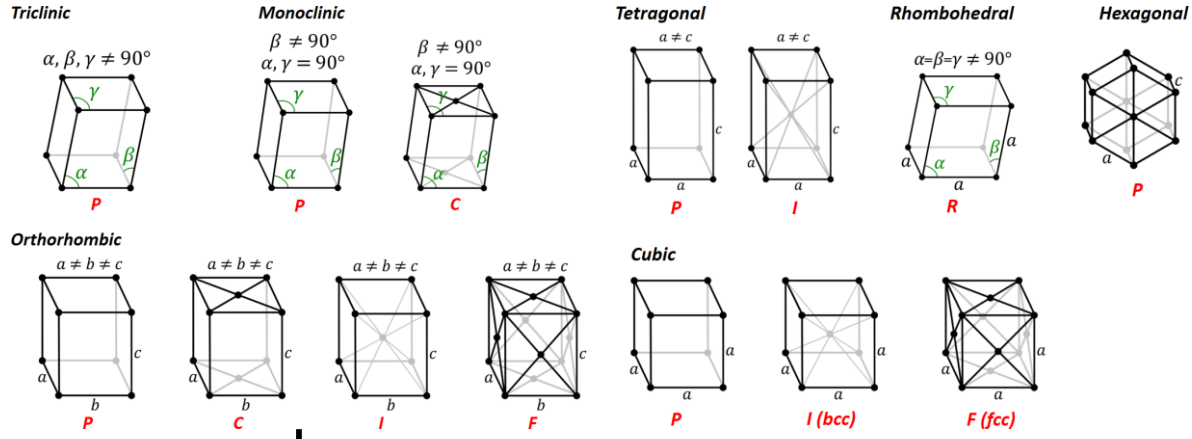 Triclinic
α, β, γ ≠ 90°
γ
β
α
P
Monoclinic
β ≠ 90°
α, γ = 90°
γ
β
α
P
β ≠ 90°
α, γ = 90°
γ
β
α
C
Tetragonal
a ≠ c
c
a
a
P
a ≠ c
c
a
a
I
Rhombohedral
α=β=γ ≠ 90°
γ
a
β
a
α
a
R
Hexagonal
c
a
P
Orthorhombic
a ≠ b ≠ c
c
a
b
P
a ≠ b ≠ c
c
a
b
C
a ≠ b ≠ c
c
a
b
I
a ≠ b ≠ c
c
a
b
F
Cubic
a
a
a
P
a
a
a
I (bcc)
a
a
a
F (fcc)